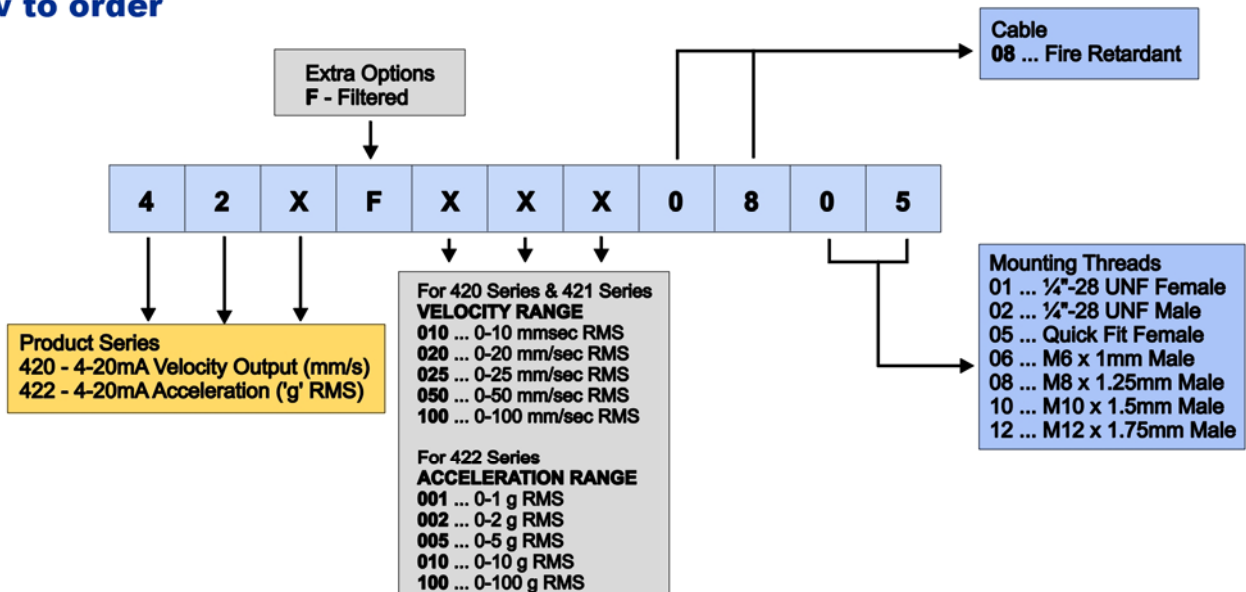 to order
Cable
08 ... Fire Retardant
Extra Options
F - Filtered
4 2 X F X X X 0 8 0 5
Product Series
420 - 4-20mA Velocity Output (mm/s)
422 - 4-20mA Acceleration ('g' RMS)
For 420 Series & 421 Series
VELOCITY RANGE
010 ... 0-10 mmsec RMS
020 ... 0-20 mm/sec RMS
025 ... 0-25 mm/sec RMS
050 ... 0-50 mm/sec RMS
100 ... 0-100 mm/sec RMS
For 422 Series
ACCELERATION RANGE
001 ... 0-1 g RMS
002 ... 0-2 g RMS
005 ... 0-5 g RMS
010 ... 0-10 g RMS
100 ... 0-100 g RMS
Mounting Threads
01 ... ¼"-28 UNF Female
02 ... ¼"-28 UNF Male
05 ... Quick Fit Female
06 ... M6 x 1mm Male
08 ... M8 x 1.25mm Male
10 ... M10 x 1.5mm Male
12 ... M12 x 1.75mm Male